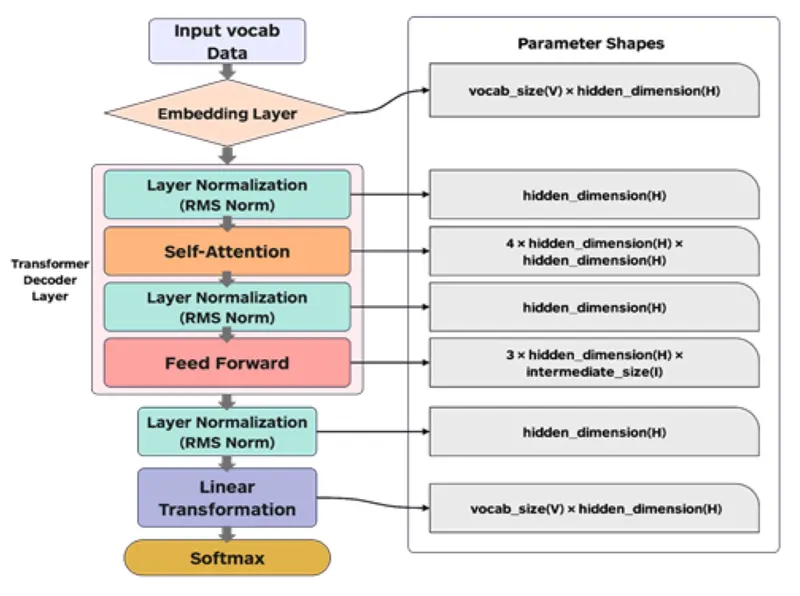 Input vocab
Data
Parameter Shapes
Embedding Layer
vocab_size(V) × hidden_dimension(H)
Transformer
Decoder
Layer
Layer Normalization
(RMS Norm)
hidden_dimension(H)
Self-Attention
4 × hidden_dimension(H) ×
hidden_dimension(H)
Layer Normalization
(RMS Norm)
hidden_dimension(H)
Feed Forward
3 × hidden_dimension(H) ×
intermediate_size(I)
Layer Normalization
(RMS Norm)
hidden_dimension(H)
Linear
Transformation
vocab_size(V) × hidden_dimension(H)
Softmax